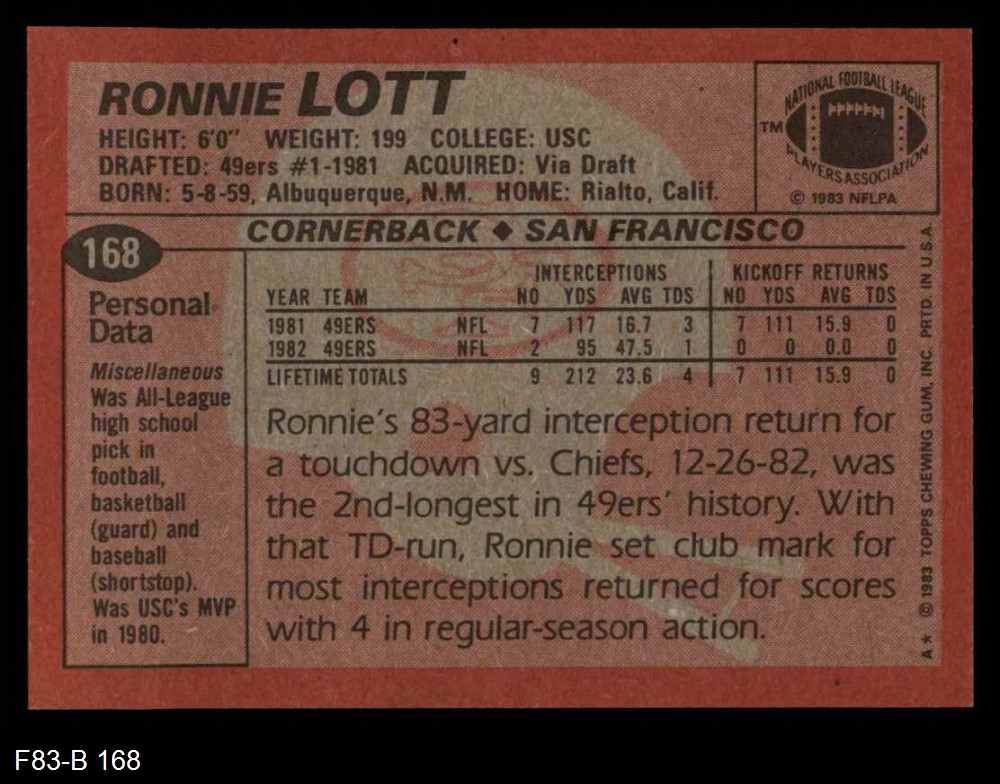 RONNIE LOTT
HEIGHT: 6'0" WEIGHT: 199 COLLEGE: USC
DRAFTED: 49ers #1-1981 ACQUIRED: Via Draft
BORN: 5-8-59, Albuquerque, N.M. HOME: Rialto, Calif.
NATIONAL FOOTBALL LEAGUE
TM
PLAYERS ASSOCIATION
© 1983 NFLPA
CORNERBACK ◆ SAN FRANCISCO
168
Personal
Data
Miscellaneous
Was All-League
high school
pick in
football,
basketball
(guard) and
baseball
(shortstop).
Was USC's MVP
in 1980.
INTERCEPTIONS KICKOFF RETURNS
YEAR TEAM NO YDS AVG TDS NO YDS AVG TDS
1981 49ERS NFL 7 117 16.7 3 7 111 15.9 0
1982 49ERS NFL 2 95 47.5 1 0 0 0.0 0
LIFETIME TOTALS 9 212 23.6 4 7 111 15.9 0
Ronnie's 83-yard interception return for
a touchdown vs. Chiefs, 12-26-82, was
the 2nd-longest in 49ers' history. With
that TD-run, Ronnie set club mark for
most interceptions returned for scores
with 4 in regular-season action.
A* © 1983 TOPPS CHEWING GUM, INC. PRTD. IN U.S.A.
F83-B 168